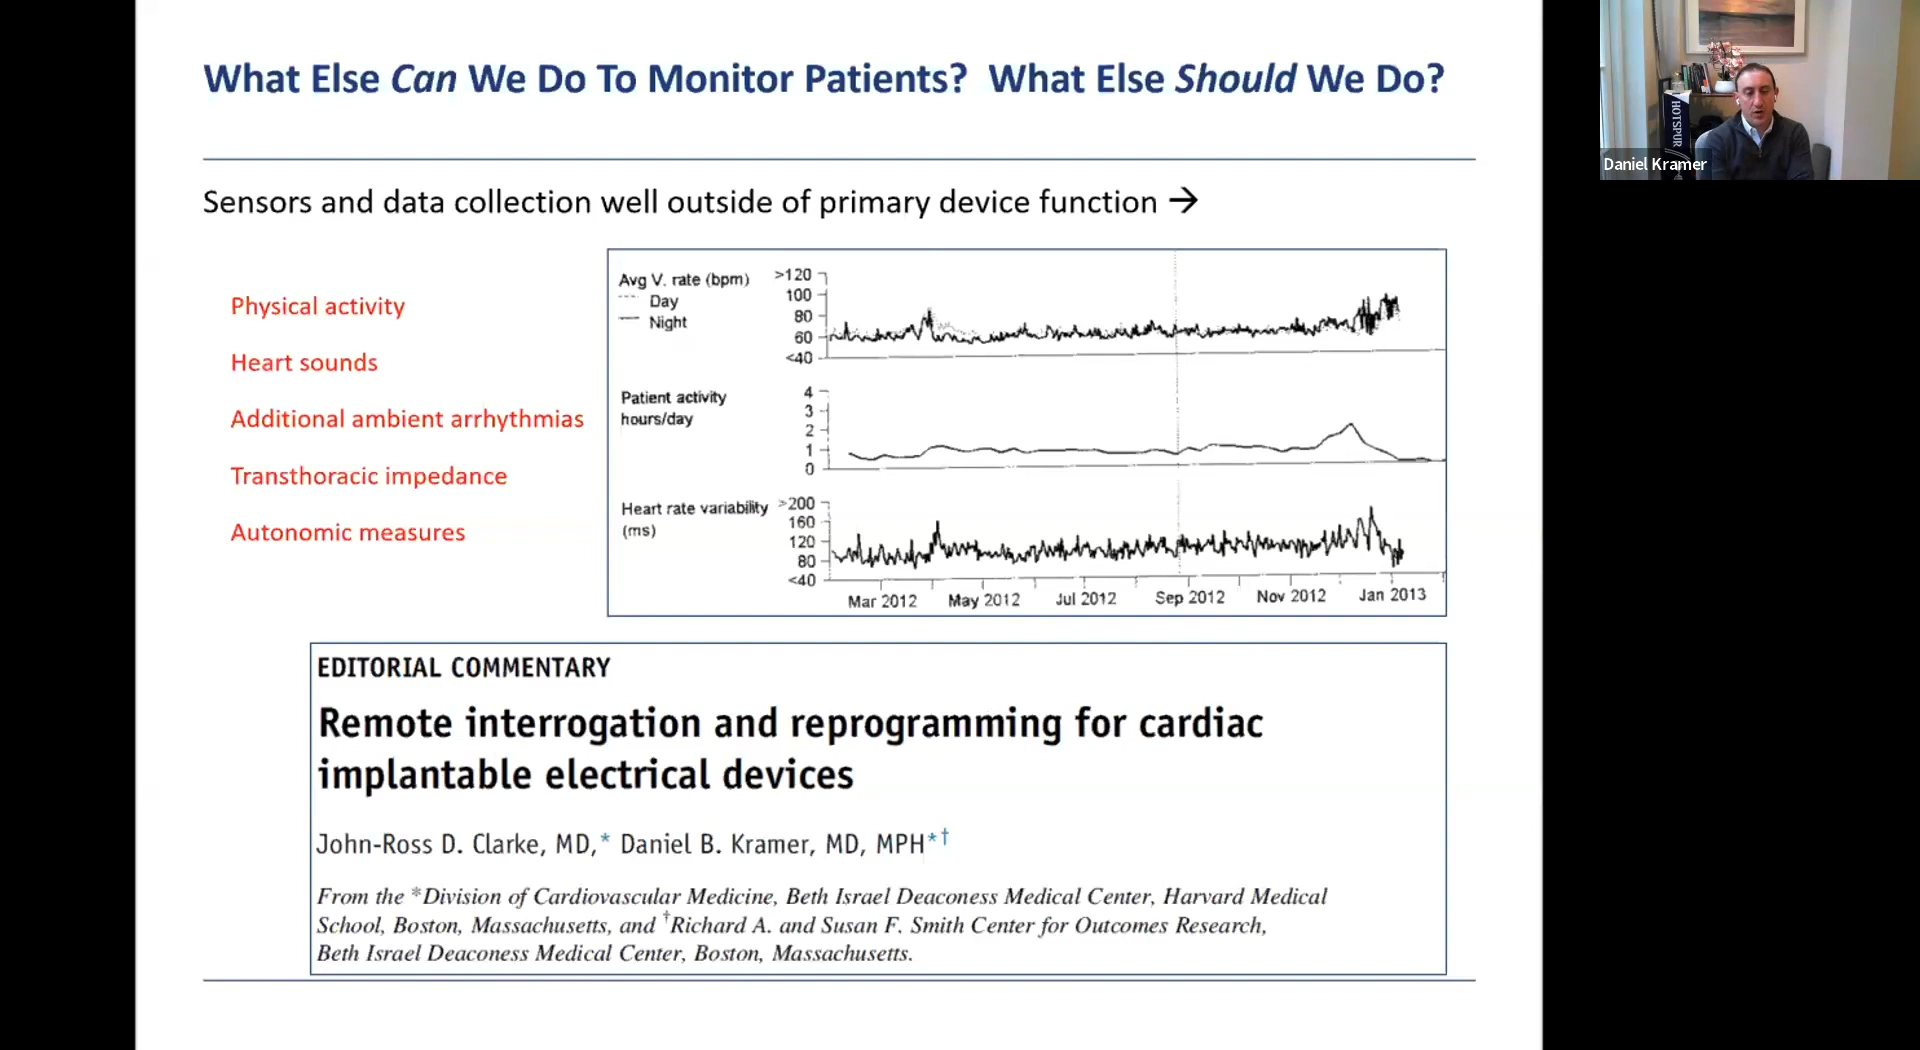 What Else Can We Do To Monitor Patients? What Else Should We Do?
Sensors and data collection well outside of primary device function →
Physical activity
Heart sounds
Additional ambient arrhythmias
Transthoracic impedance
Autonomic measures
Avg V. rate (bpm)
Day
Night
>120
100
80
60
<40
Patient activity
hours/day
4
3
2
1
0
Heart rate variability
(ms)
>200
160
120
80
<40
Mar 2012 May 2012 Jul 2012 Sep 2012 Nov 2012 Jan 2013
EDITORIAL COMMENTARY
Remote interrogation and reprogramming for cardiac
implantable electrical devices
John-Ross D. Clarke, MD,* Daniel B. Kramer, MD, MPH*†
From the *Division of Cardiovascular Medicine, Beth Israel Deaconess Medical Center, Harvard Medical
School, Boston, Massachusetts, and †Richard A. and Susan F. Smith Center for Outcomes Research,
Beth Israel Deaconess Medical Center, Boston, Massachusetts.
HOTSPUR
Daniel Kramer